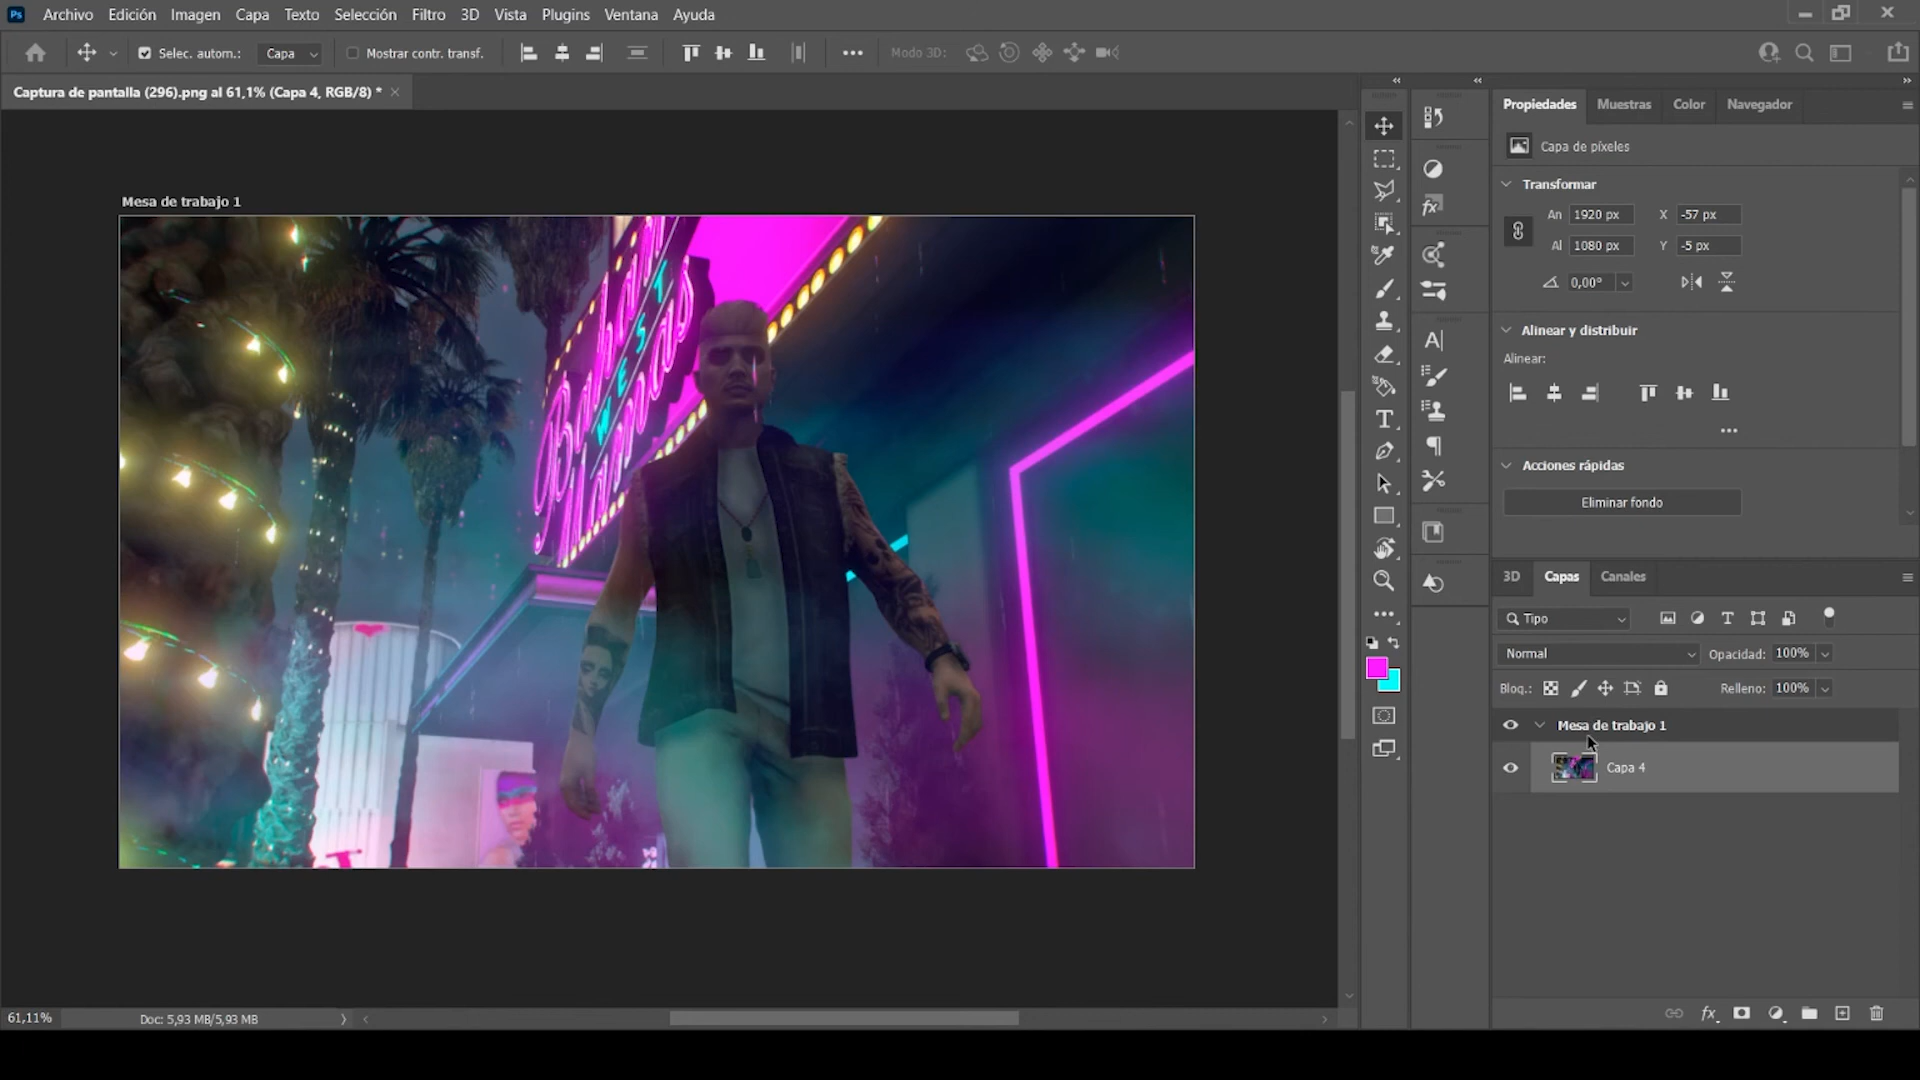 Ps Archivo Edición Imagen Capa Texto Selección Filtro 3D Vista Plugins Ventana Ayuda
Selec. autom.: Capa Mostrar contr. transf. Modo 3D:
Captura de pantalla (296).png al 61,1% (Capa 4, RGB/8) *
Propiedades Muestras Color Navegador
Capa de píxeles
Mesa de trabajo 1
Transformar
An 1920 px X -57 px
Al 1080 px Y -5 px
0,00°
Alinear y distribuir
Alinear:
Acciones rápidas
Eliminar fondo
WEST
3D Capas Canales
Tipo
Normal Opacidad: 100%
Bloq.: Relleno: 100%
Mesa de trabajo 1
Capa 4
61,11% Doc: 5,93 MB/5,93 MB